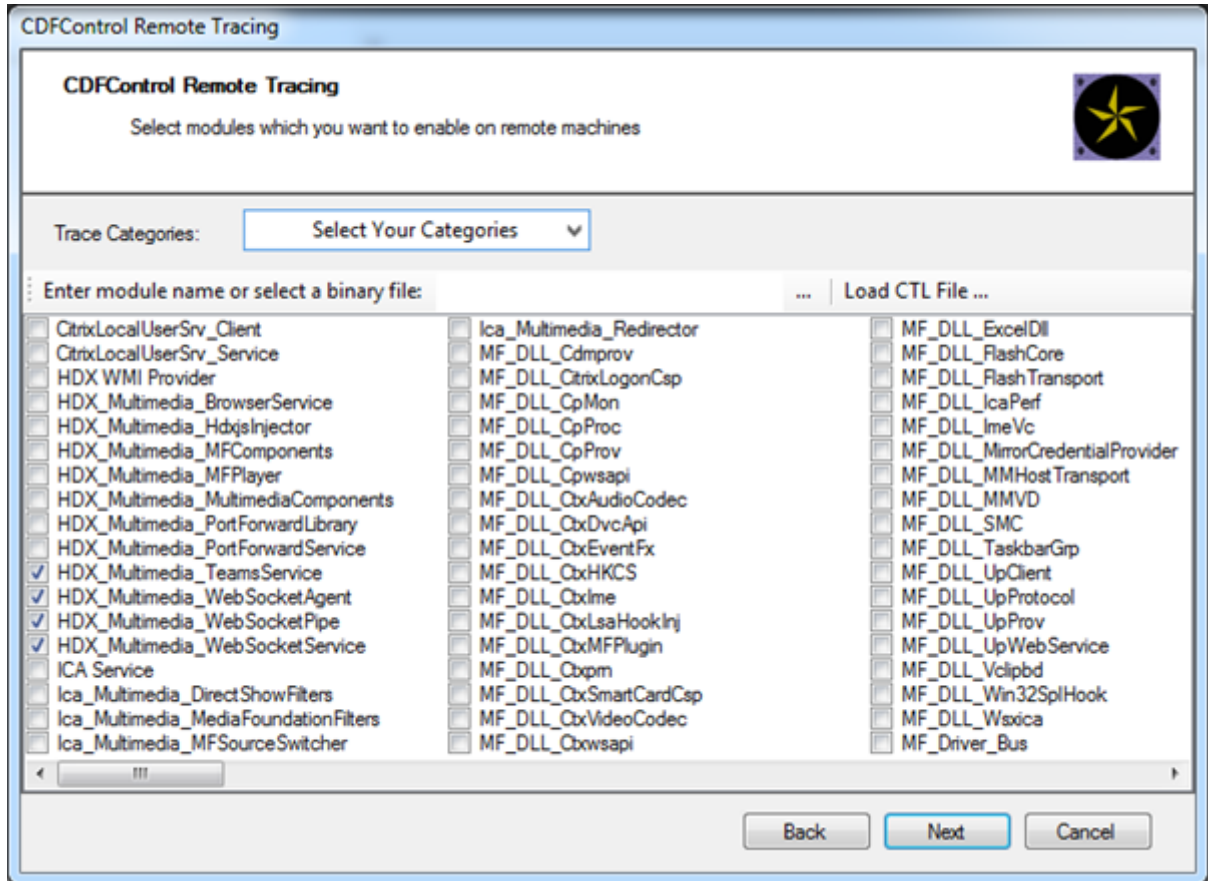 CDFControl Remote Tracing
CDFControl Remote Tracing
Select modules which you want to enable on remote machines
Trace Categories:
Select Your Categories
Enter module name or select a binary file:
...
Load CTL File ...
CitrixLocalUserSrv_Client
CitrixLocalUserSrv_Service
HDX WMI Provider
HDX_Multimedia_BrowserService
HDX_Multimedia_HdxjsInjector
HDX_Multimedia_MFComponents
HDX_Multimedia_MFPlayer
HDX_Multimedia_MultimediaComponents
HDX_Multimedia_PortForwardLibrary
HDX_Multimedia_PortForwardService
HDX_Multimedia_TeamsService
HDX_Multimedia_WebSocketAgent
HDX_Multimedia_WebSocketPipe
HDX_Multimedia_WebSocketService
ICA Service
Ica_Multimedia_DirectShowFilters
Ica_Multimedia_MediaFoundationFilters
Ica_Multimedia_MFSourceSwitcher
Ica_Multimedia_Redirector
MF_DLL_Cdmprov
MF_DLL_CitrixLogonCsp
MF_DLL_CpMon
MF_DLL_CpProc
MF_DLL_CpProv
MF_DLL_Cpwsapi
MF_DLL_CtxAudioCodec
MF_DLL_CtxDvcApi
MF_DLL_CtxEventFx
MF_DLL_CtxHKCS
MF_DLL_CtxIme
MF_DLL_CtxLsaHookInj
MF_DLL_CtxMFPlugin
MF_DLL_Ctxpm
MF_DLL_CtxSmartCardCsp
MF_DLL_CtxVideoCodec
MF_DLL_Ctxwsapi
MF_DLL_ExcelDll
MF_DLL_FlashCore
MF_DLL_FlashTransport
MF_DLL_IcaPerf
MF_DLL_ImeVc
MF_DLL_MirrorCredentialProvider
MF_DLL_MMHostTransport
MF_DLL_MMVD
MF_DLL_SMC
MF_DLL_TaskbarGrp
MF_DLL_UpClient
MF_DLL_UpProtocol
MF_DLL_UpProv
MF_DLL_UpWebService
MF_DLL_Vclipbd
MF_DLL_Win32SplHook
MF_DLL_Wsxica
MF_Driver_Bus
Back
Next
Cancel